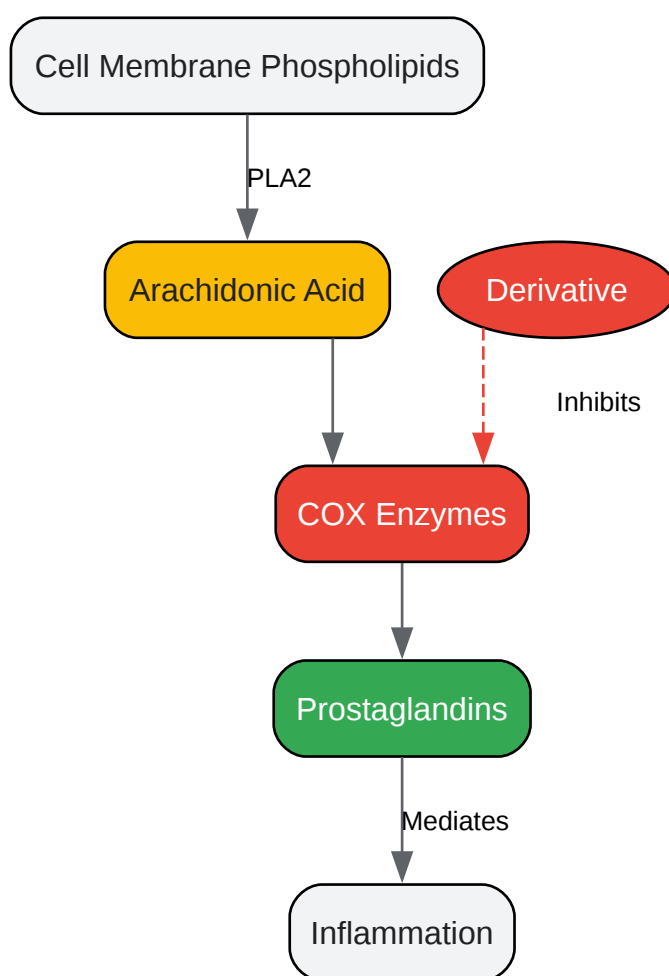 Cell Membrane Phospholipids
PLA2
Arachidonic Acid
Derivative
Inhibits
COX Enzymes
Prostaglandins
Mediates
Inflammation